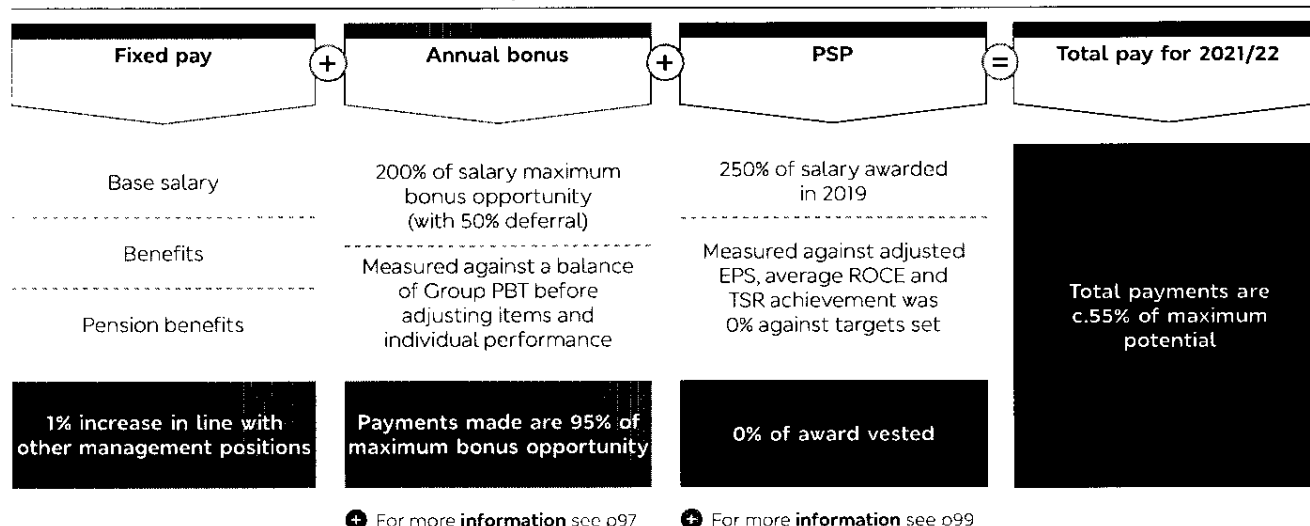 Fixed pay
+
Annual bonus
+
PSP
=
Total pay for 2021/22
Base salary
Benefits
Pension benefits
1% increase in line with
other management positions
200% of salary maximum
bonus opportunity
(with 50% deferral)
Measured against a balance
of Group PBT before
adjusting items and
individual performance
Payments made are 95% of
maximum bonus opportunity
+ For more information see p97
250% of salary awarded
in 2019
Measured against adjusted
EPS, average ROCE and
TSR achievement was
0% against targets set
0% of award vested
+ For more information see p99
Total payments are
c.55% of maximum
potential